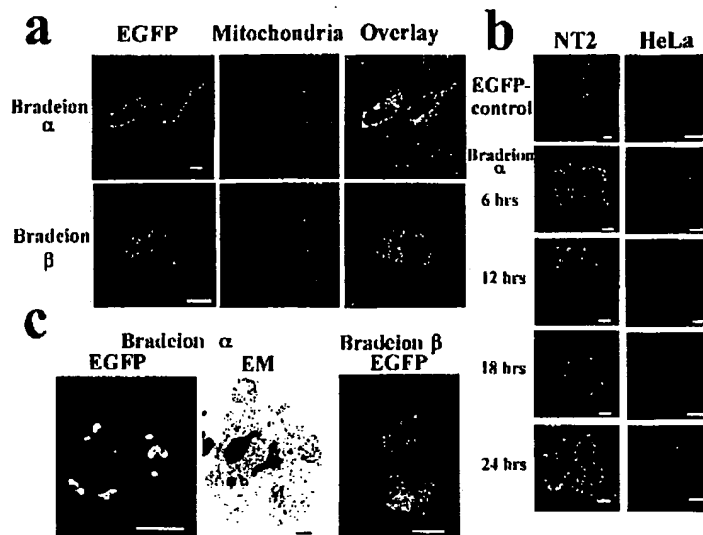 a
EGFP Mitochondria Overlay
Bradeion
α
Bradeion
β
b
NT2 HeLa
EGFP-
control
Bradeion
α
6 hrs
12 hrs
18 hrs
24 hrs
c
Bradeion α
EGFP EM
Bradeion β
EGFP